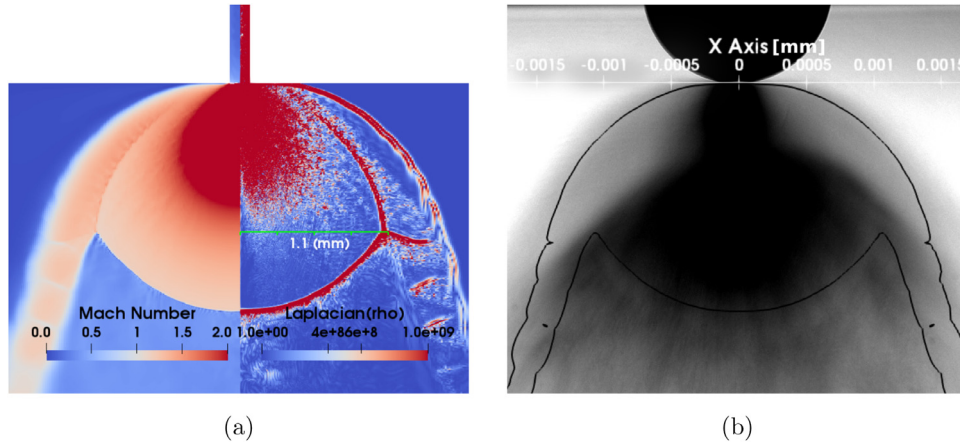 1.1 (mm)
Mach Number
0.0 0.5 1 1.5 2.0
Laplacian(rho)
1.0e+00 4e+86e+8 1.0e+09
(a)
X Axis [mm]
-0.0015 -0.001 -0.0005 0 0.0005 0.001 0.0015
(b)